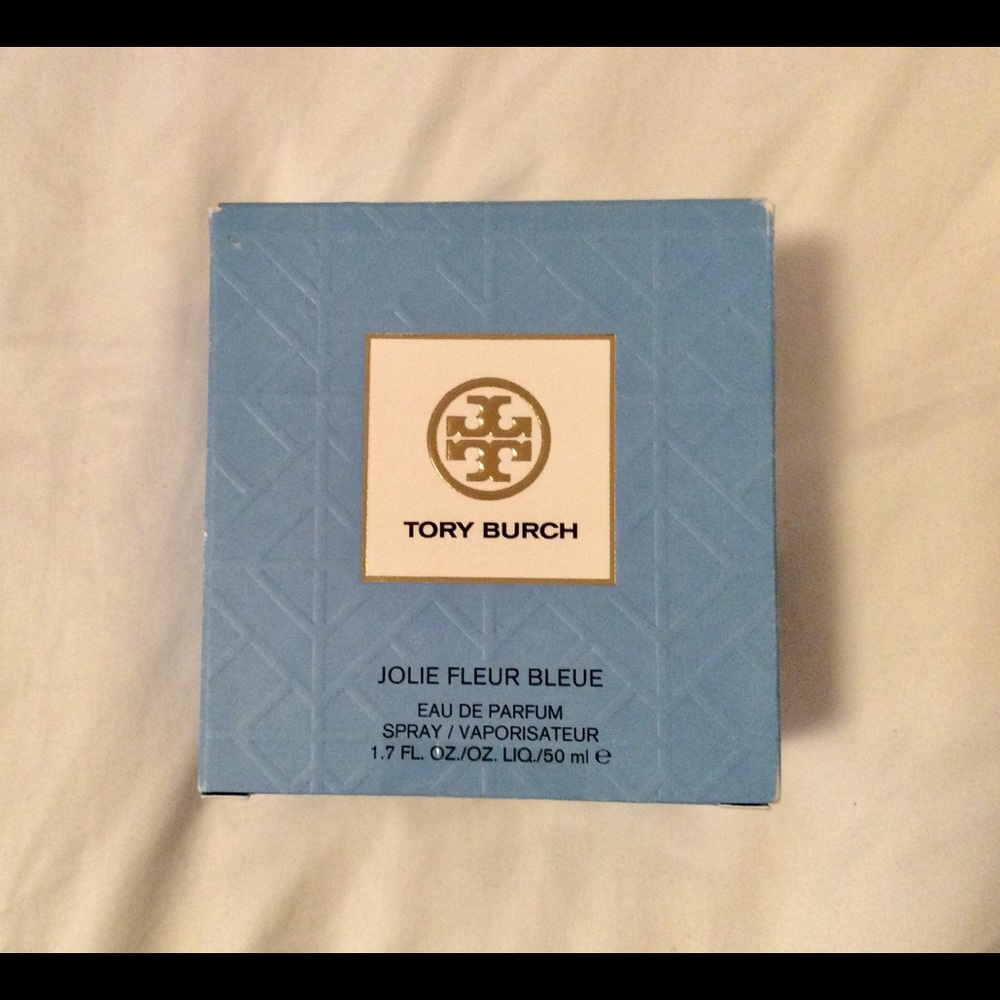 TORY BURCH
JOLIE FLEUR BLEUE
EAU DE PARFUM
SPRAY / VAPORISATEUR
1.7 FL. OZ./OZ. LIQ./50 ml ℮